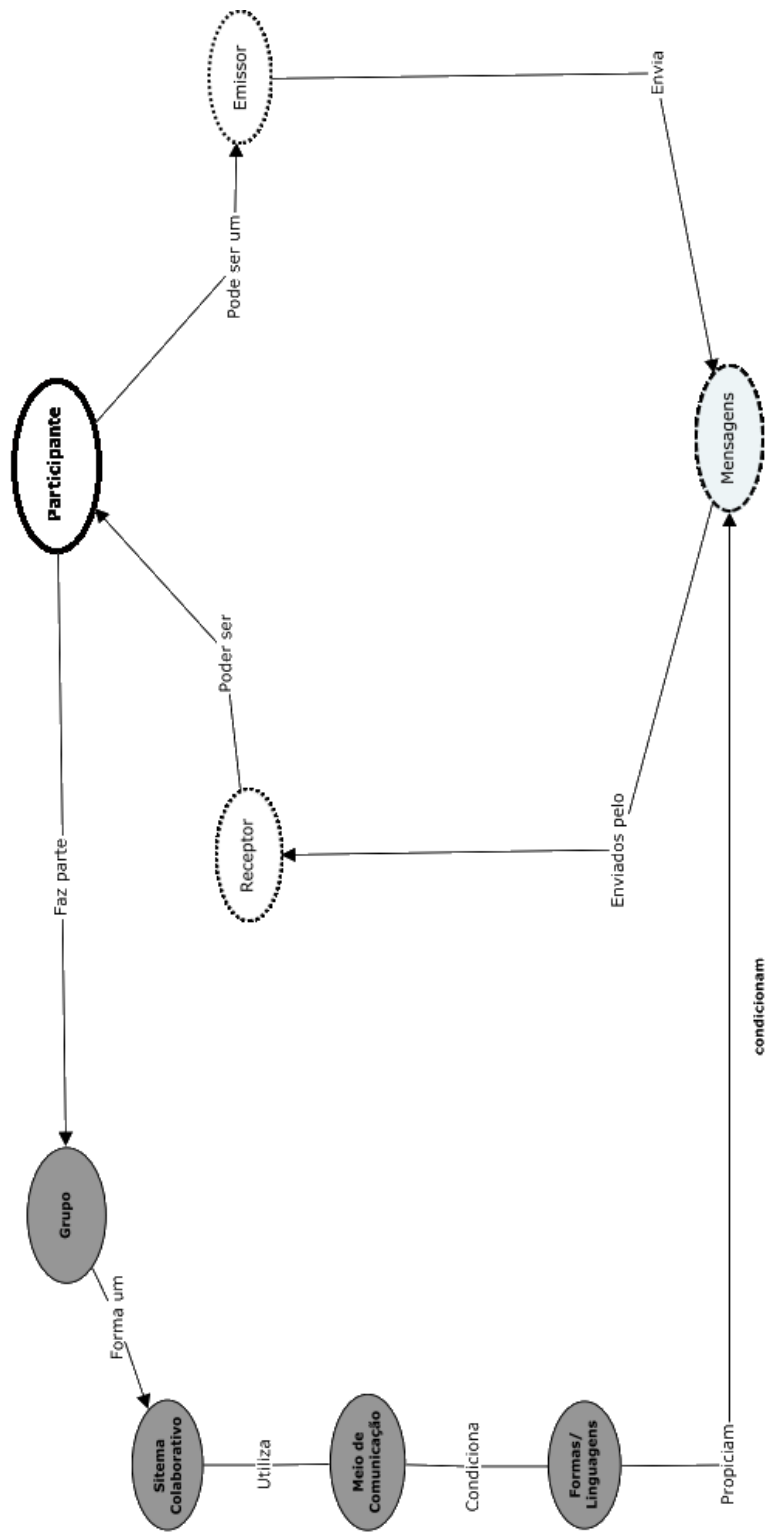 Participante
Faz parte
Grupo
Forma um
Sitema
Colaborativo
Utiliza
Meio de
Comunicação
Condiciona
Formas/
Linguagens
Propiciam
condicionam
Mensagens
Enviados pelo
Receptor
Poder ser
Pode ser um
Emissor
Envia